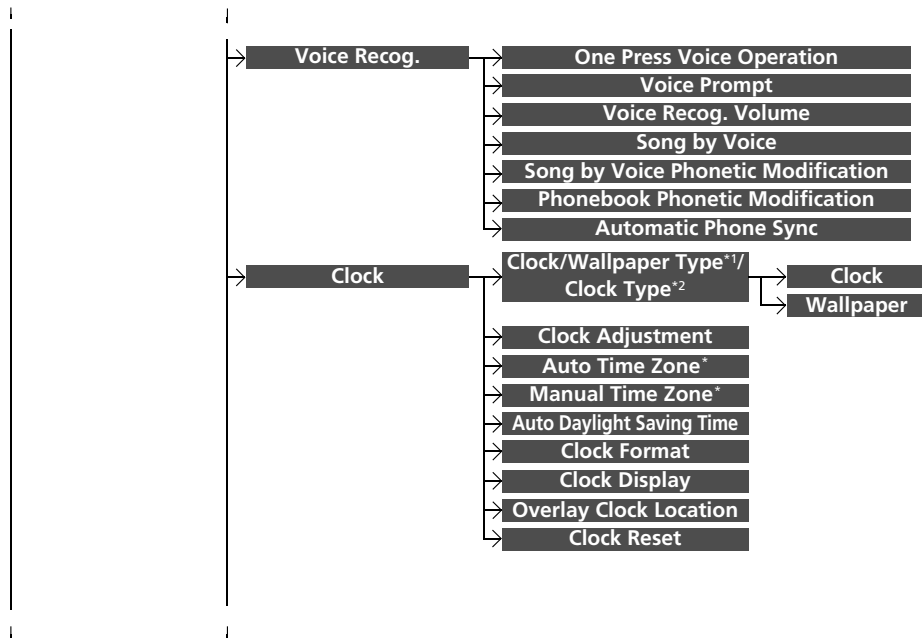 Voice Recog.
One Press Voice Operation
Voice Prompt
Voice Recog. Volume
Song by Voice
Song by Voice Phonetic Modification
Phonebook Phonetic Modification
Automatic Phone Sync
Clock
Clock/Wallpaper Type*1/
Clock Type*2
Clock
Wallpaper
Clock Adjustment
Auto Time Zone*
Manual Time Zone*
Auto Daylight Saving Time
Clock Format
Clock Display
Overlay Clock Location
Clock Reset